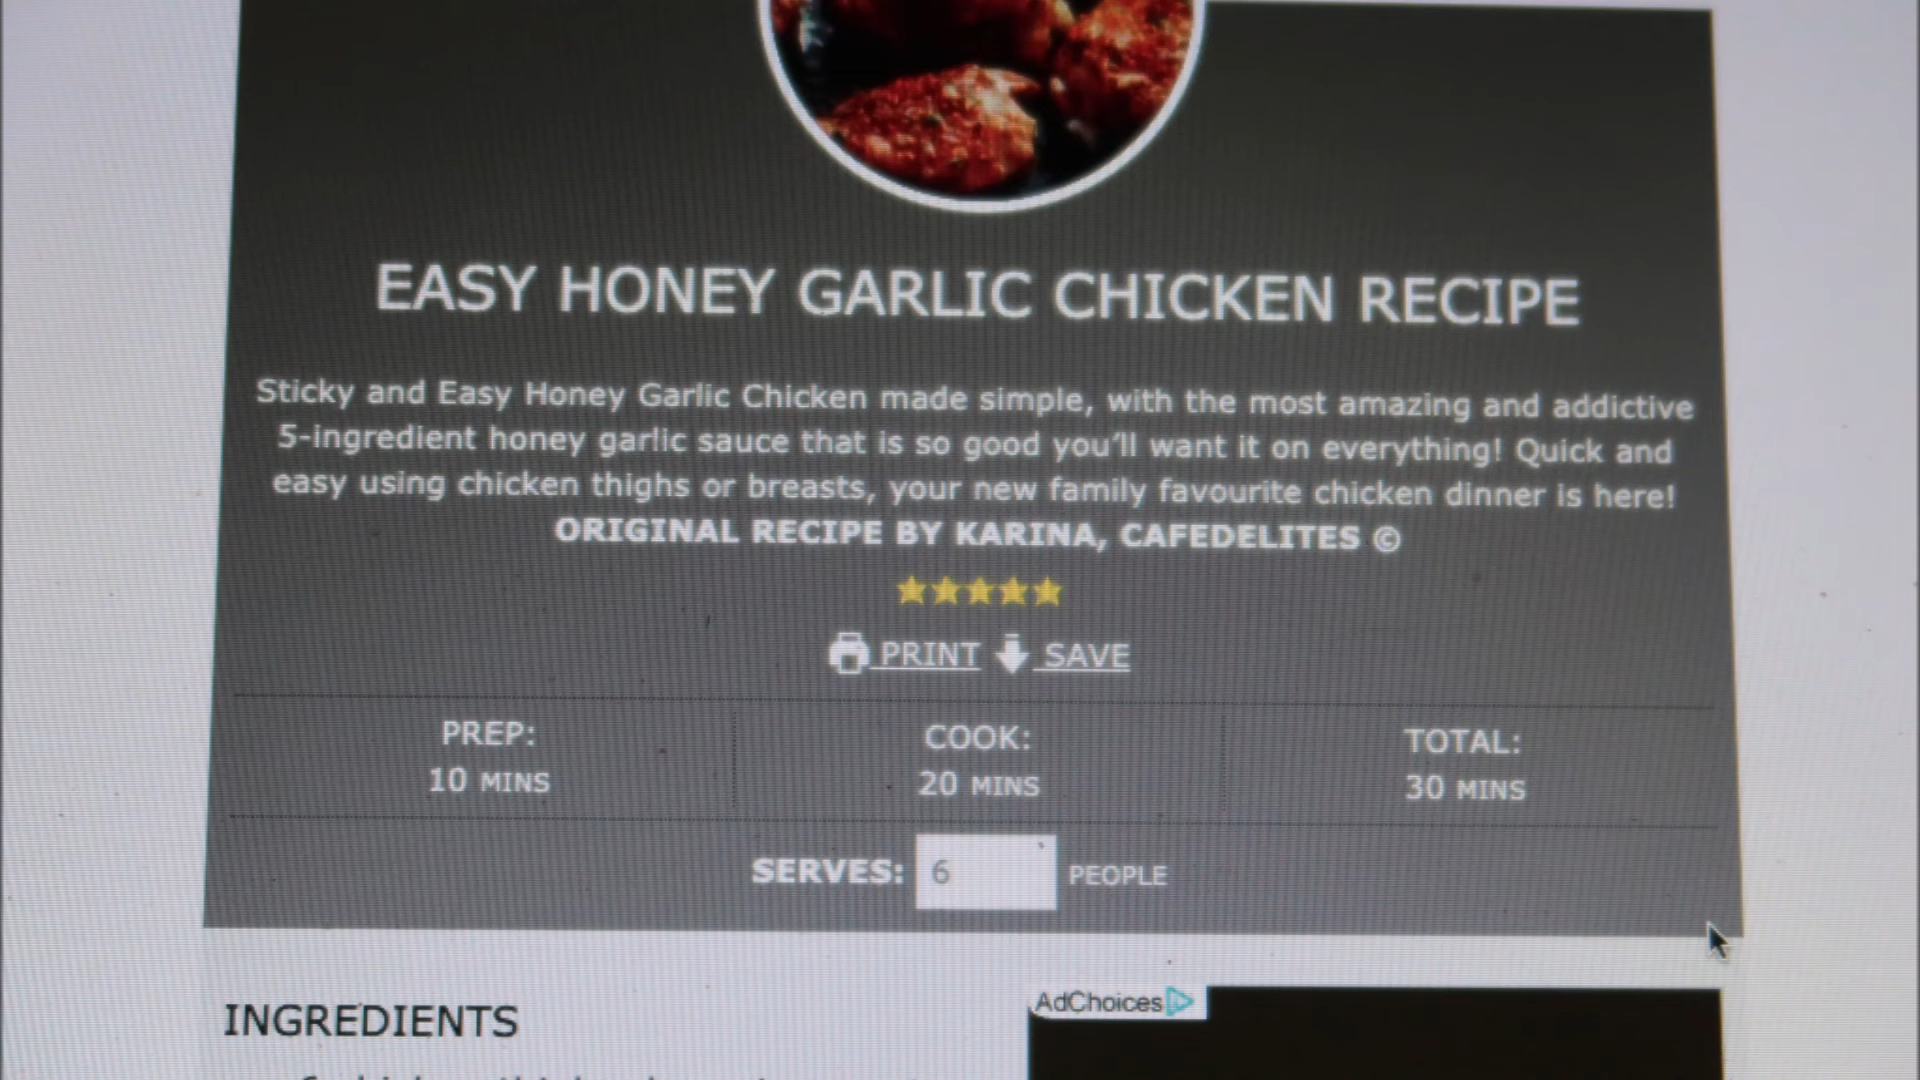 EASY HONEY GARLIC CHICKEN RECIPE
Sticky and Easy Honey Garlic Chicken made simple, with the most amazing and addictive
5-ingredient honey garlic sauce that is so good you'll want it on everything! Quick and
easy using chicken thighs or breasts, your new family favourite chicken dinner is here!
ORIGINAL RECIPE BY KARINA, CAFEDELITES ©
PRINT SAVE
PREP: COOK: TOTAL:
10 MINS 20 MINS 30 MINS
SERVES: 6 PEOPLE
AdChoices
INGREDIENTS